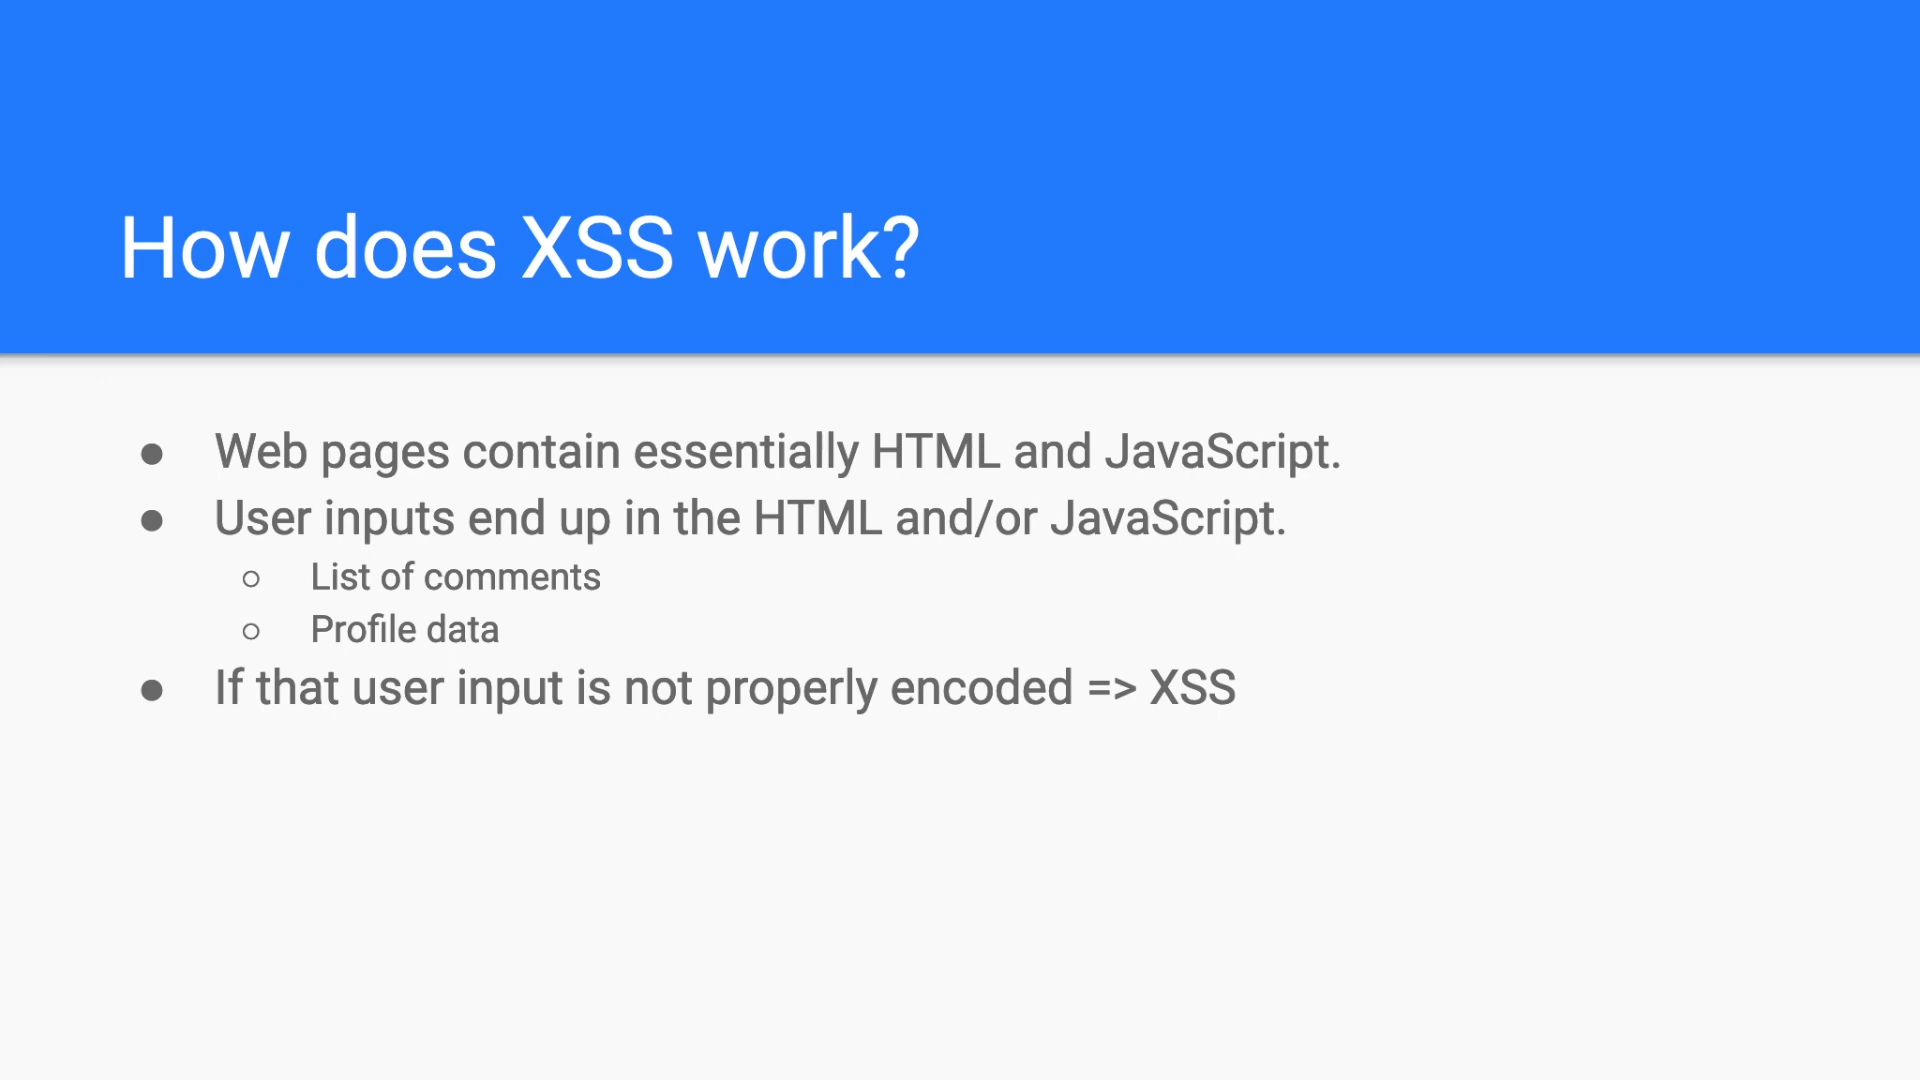 How does XSS work?
● Web pages contain essentially HTML and JavaScript.
● User inputs end up in the HTML and/or JavaScript.
○ List of comments
○ Profile data
● If that user input is not properly encoded => XSS